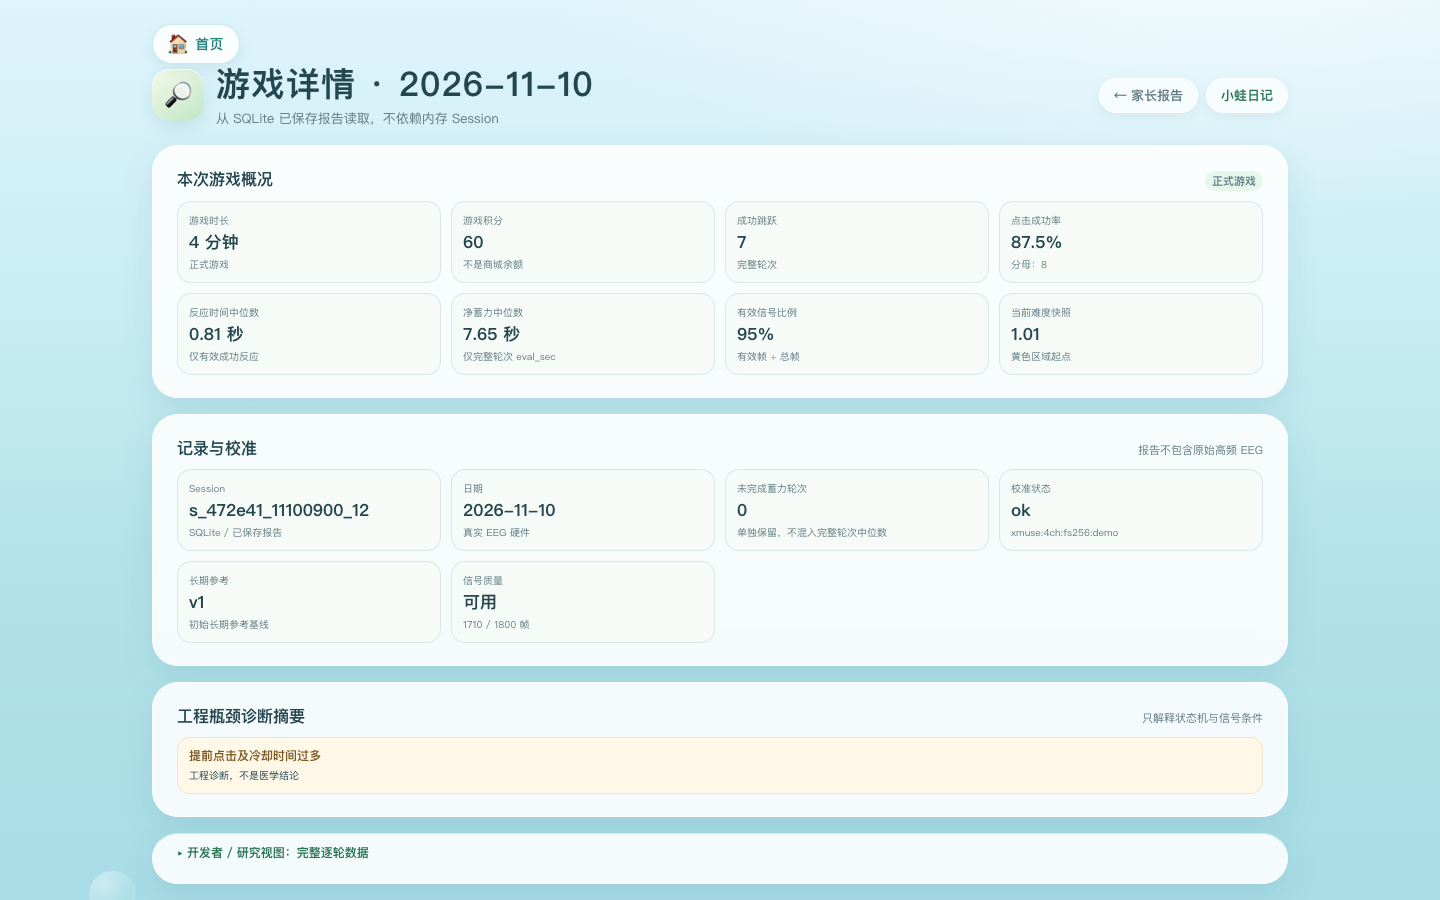 首页
游戏详情 · 2026-11-10
从 SQLite 已保存报告读取，不依赖内存 Session
← 家长报告
小蛙日记
本次游戏概况
正式游戏
游戏时长
4 分钟
正式游戏
游戏积分
60
不是商城余额
成功跳跃
7
完整轮次
点击成功率
87.5%
分母：8
反应时间中位数
0.81 秒
仅有效成功反应
净蓄力中位数
7.65 秒
仅完整轮次 eval_sec
有效信号比例
95%
有效帧 ÷ 总帧
当前难度快照
1.01
黄色区域起点
记录与校准
报告不包含原始高频 EEG
Session
s_472e41_11100900_12
SQLite / 已保存报告
日期
2026-11-10
真实 EEG 硬件
未完成蓄力轮次
0
单独保留，不混入完整轮次中位数
校准状态
ok
xmuse:4ch:fs256:demo
长期参考
v1
初始长期参考基线
信号质量
可用
1710 / 1800 帧
工程瓶颈诊断摘要
只解释状态机与信号条件
提前点击及冷却时间过多
工程诊断，不是医学结论
▸ 开发者 / 研究视图：完整逐轮数据